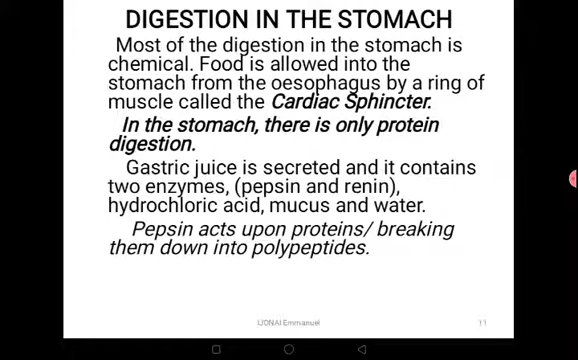 DIGESTION IN THE STOMACH
Most of the digestion in the stomach is
chemical. Food is allowed into the
stomach from the oesophagus by a ring of
muscle called the Cardiac Sphincter.
In the stomach, there is only protein
digestion.
Gastric juice is secreted and it contains
two enzymes, (pepsin and renin),
hydrochloric acid, mucus and water.
Pepsin acts upon proteins/ breaking
them down into polypeptides.
Emmanuel
11